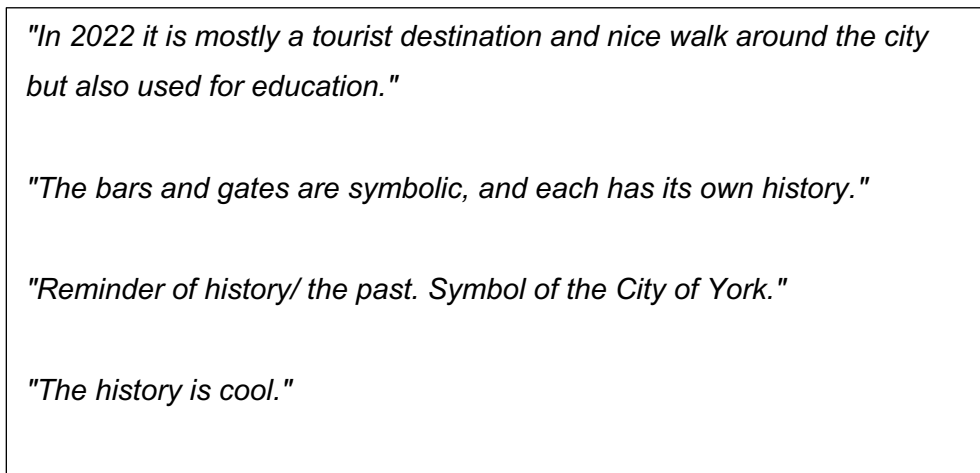 "In 2022 it is mostly a tourist destination and nice walk around the city
but also used for education."
"The bars and gates are symbolic, and each has its own history."
"Reminder of history/ the past. Symbol of the City of York."
"The history is cool."